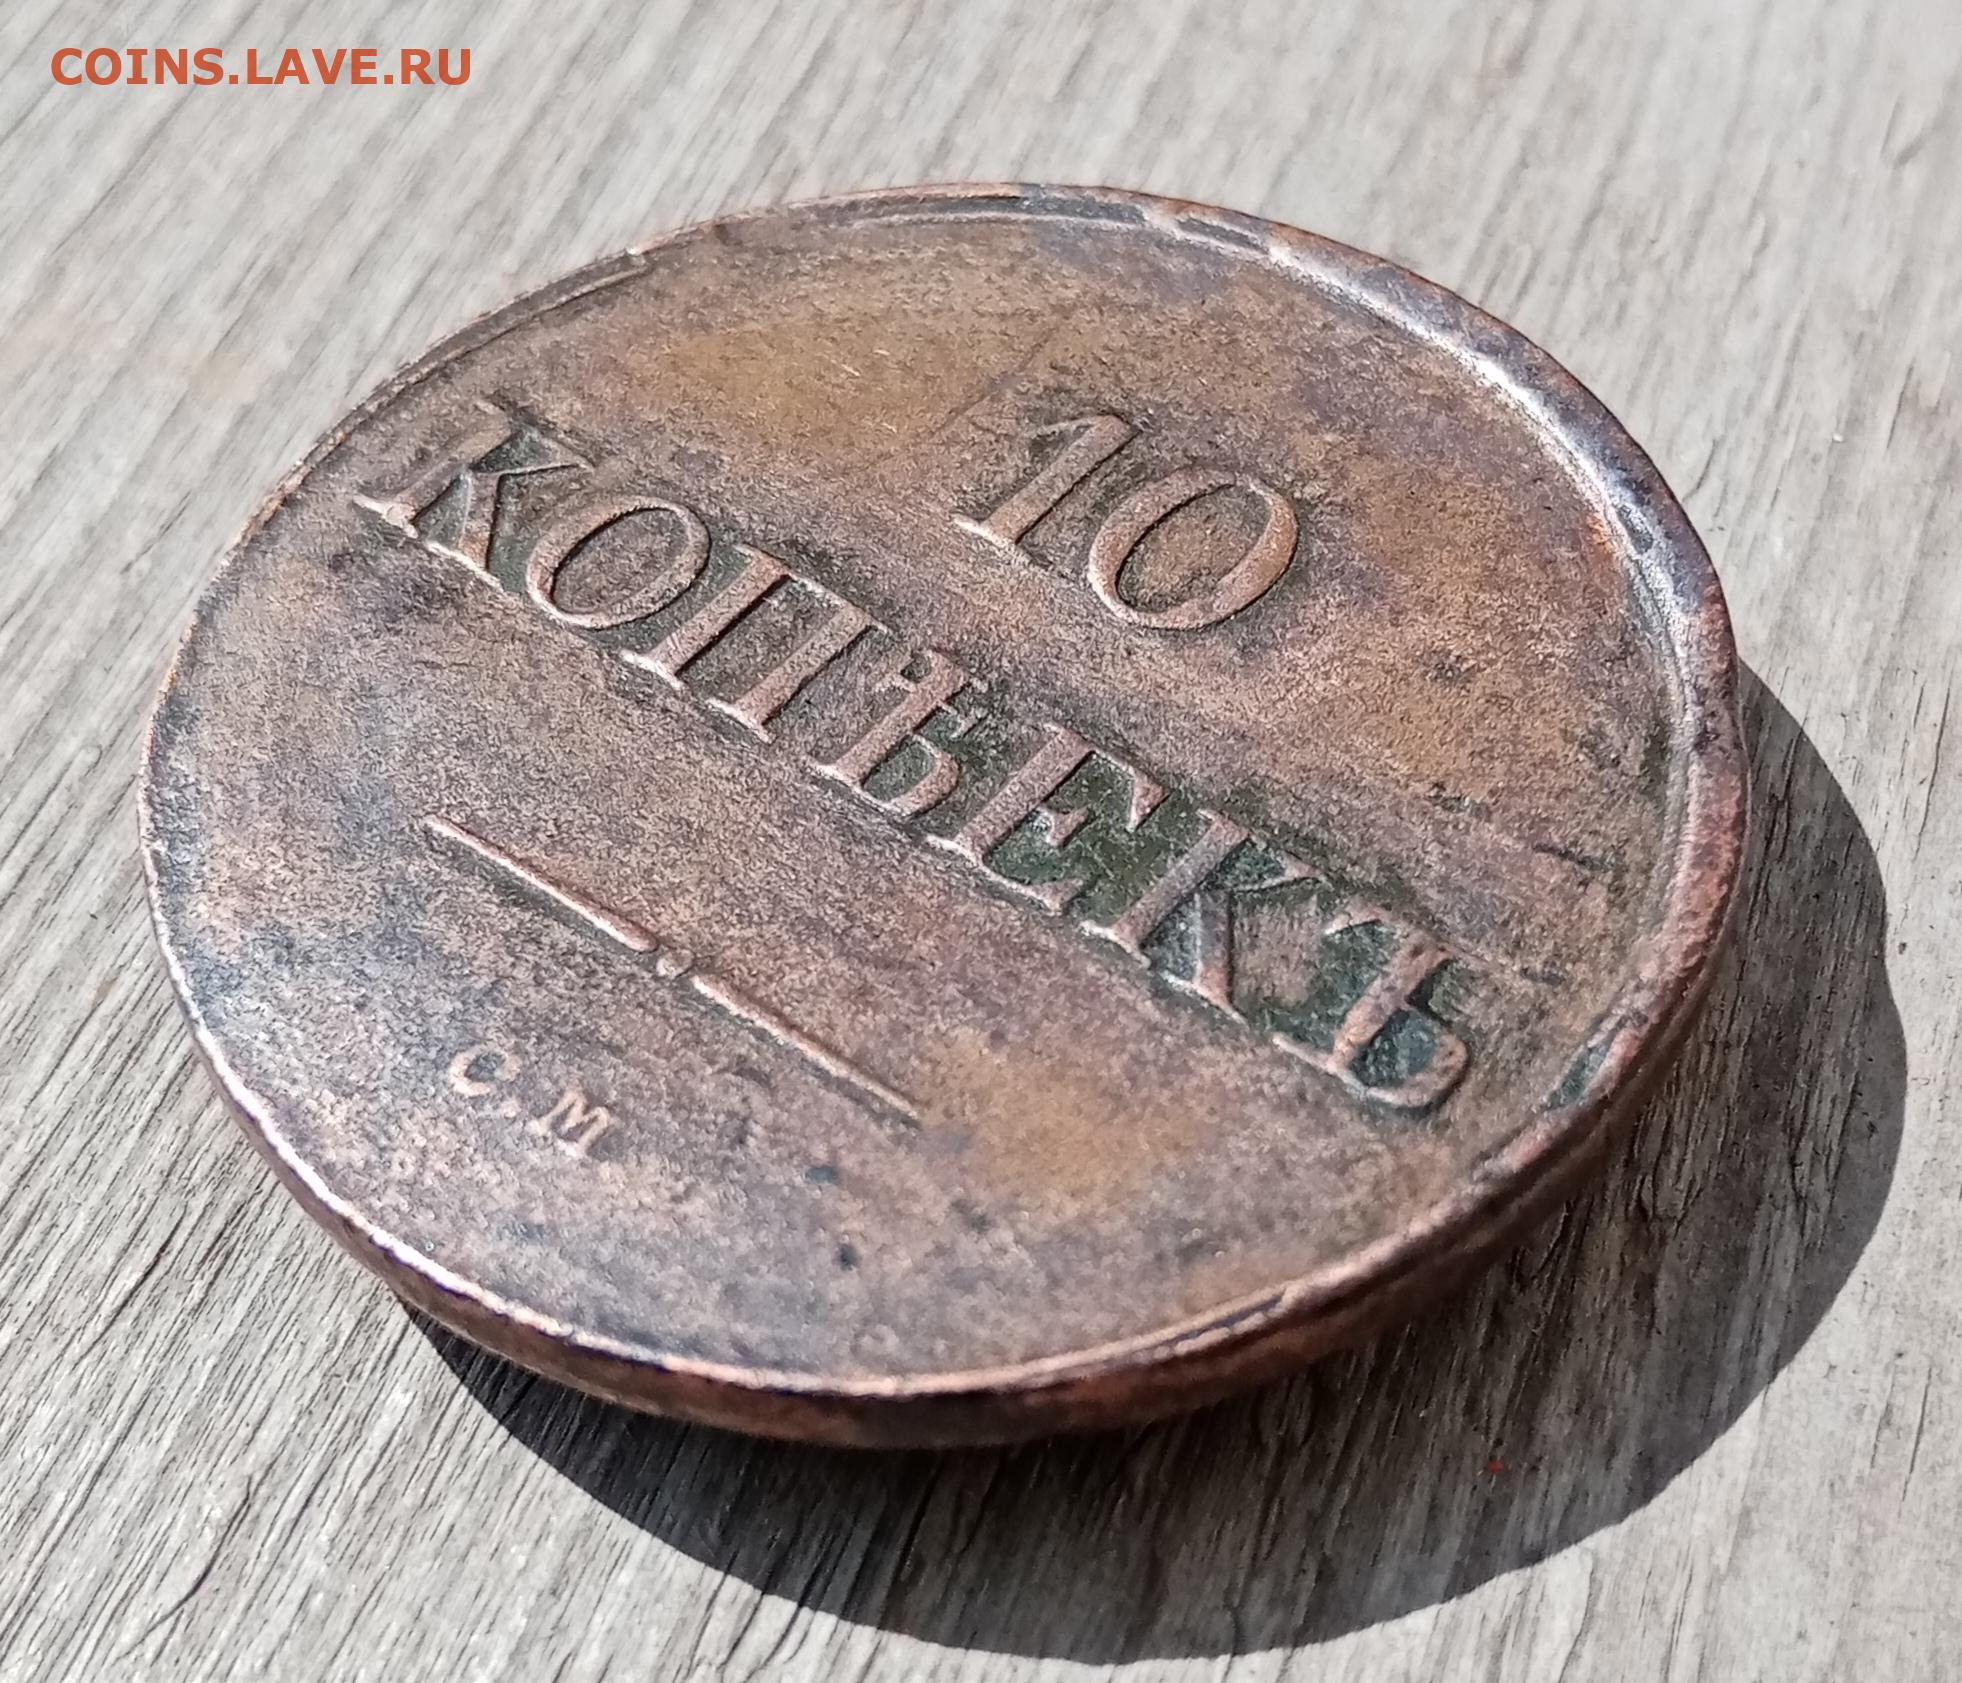 COINS.LAVE.RU
10
КОПѢЕКЪ
С. М